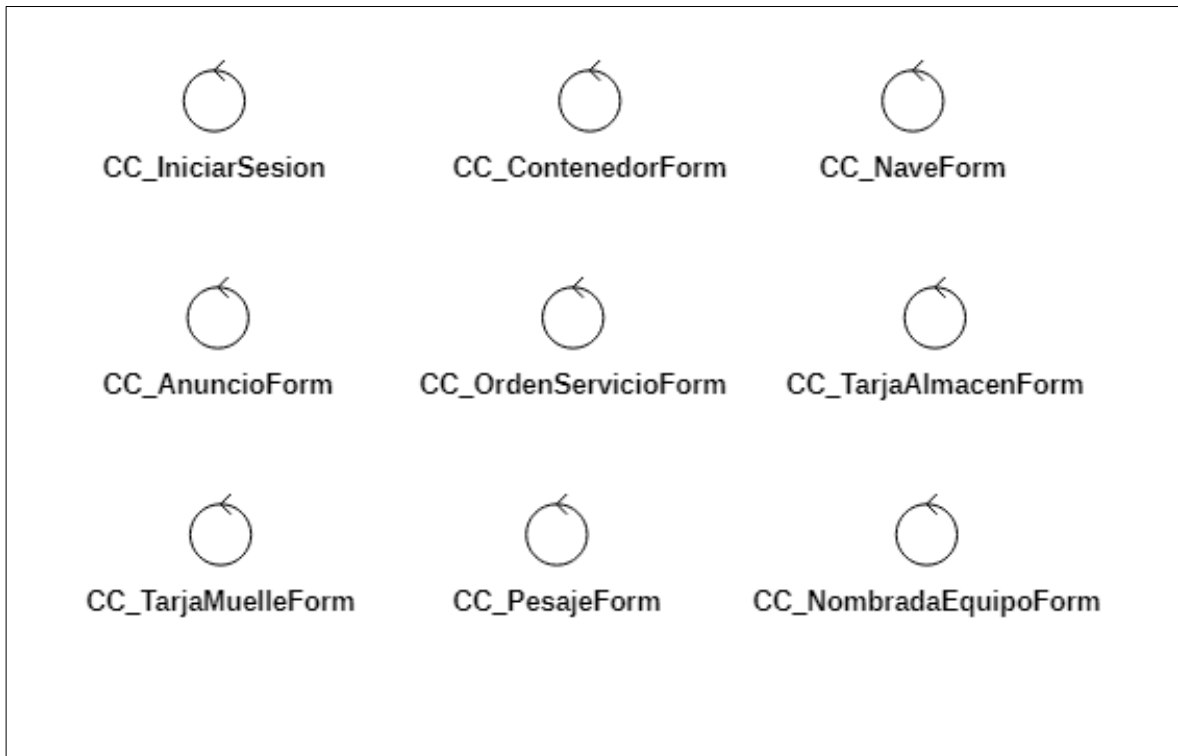 CC_IniciarSesion
CC_ContenedorForm
CC_NaveForm
CC_AnuncioForm
CC_OrdenServicioForm
CC_TarjaAlmacenForm
CC_TarjaMuelleForm
CC_PesajeForm
CC_NombradaEquipoForm